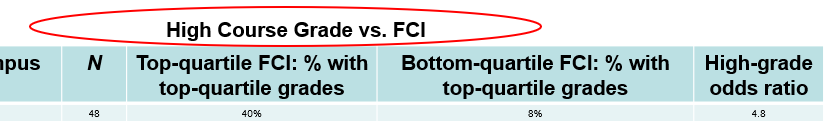 High Course Grade vs. FCI
npus N Top-quartile FCI: % with Bottom-quartile FCI: % with High-grade
top-quartile grades top-quartile grades odds ratio
48 40% 8% 4.8